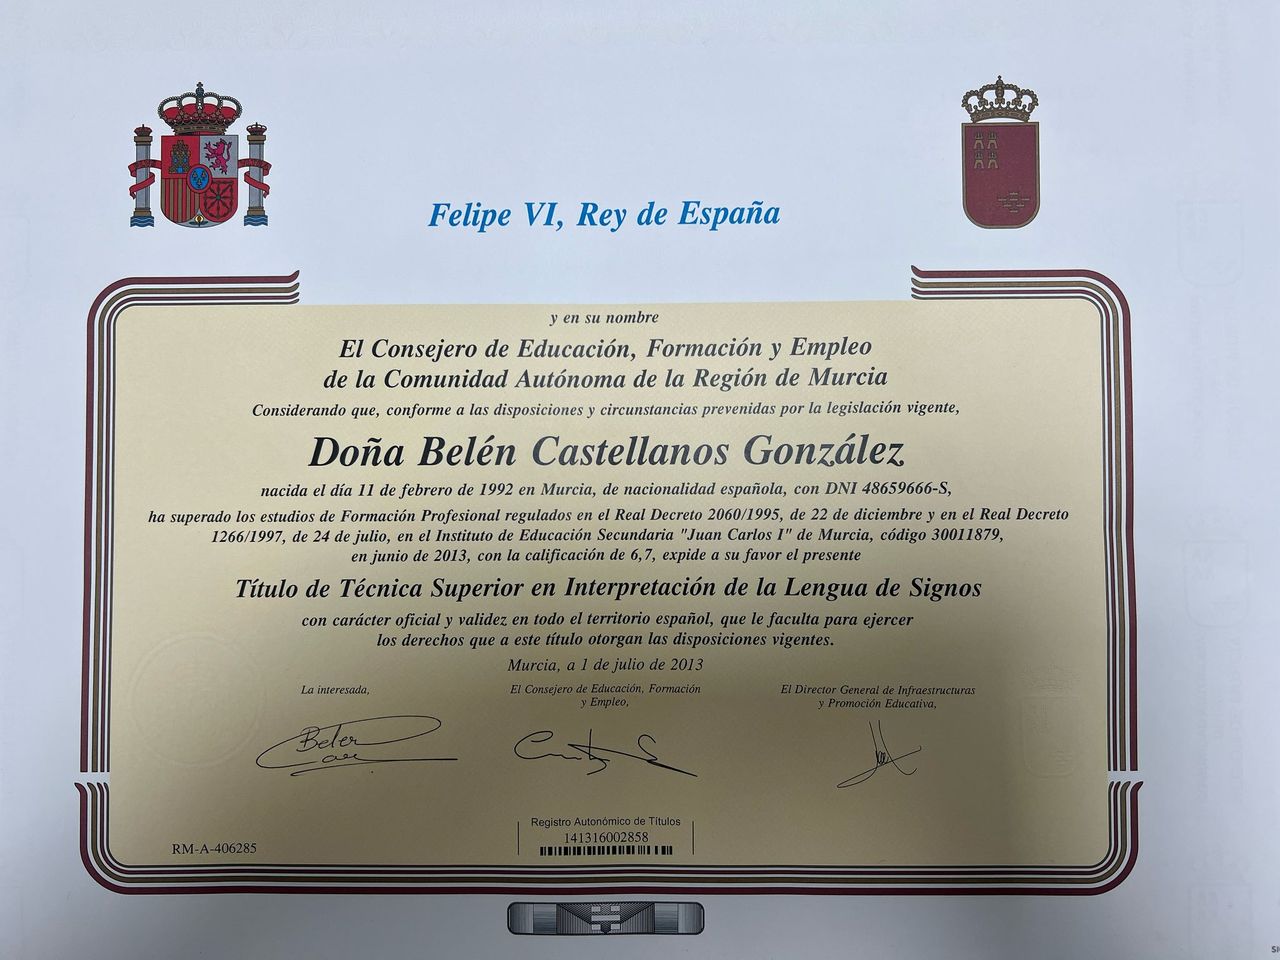 Felipe VI, Rey de España
y en su nombre
El Consejero de Educación, Formación y Empleo
de la Comunidad Autónoma de la Región de Murcia
Considerando que, conforme a las disposiciones y circunstancias prevenidas por la legislación vigente,
Doña Belén Castellanos González
nacida el día 11 de febrero de 1992 en Murcia, de nacionalidad española, con DNI 48659666-S,
ha superado los estudios de Formación Profesional regulados en el Real Decreto 2060/1995, de 22 de diciembre y en el Real Decreto
1266/1997, de 24 de julio, en el Instituto de Educación Secundaria "Juan Carlos I" de Murcia, código 30011879,
en junio de 2013, con la calificación de 6,7, expide a su favor el presente
Título de Técnica Superior en Interpretación de la Lengua de Signos
con carácter oficial y validez en todo el territorio español, que le faculta para ejercer
los derechos que a este título otorgan las disposiciones vigentes.
Murcia, a 1 de julio de 2013
La interesada,
El Consejero de Educación, Formación
y Empleo,
El Director General de Infraestructuras
y Promoción Educativa,
Belen
Registro Autonómico de Títulos
141316002858
RM-A-406285